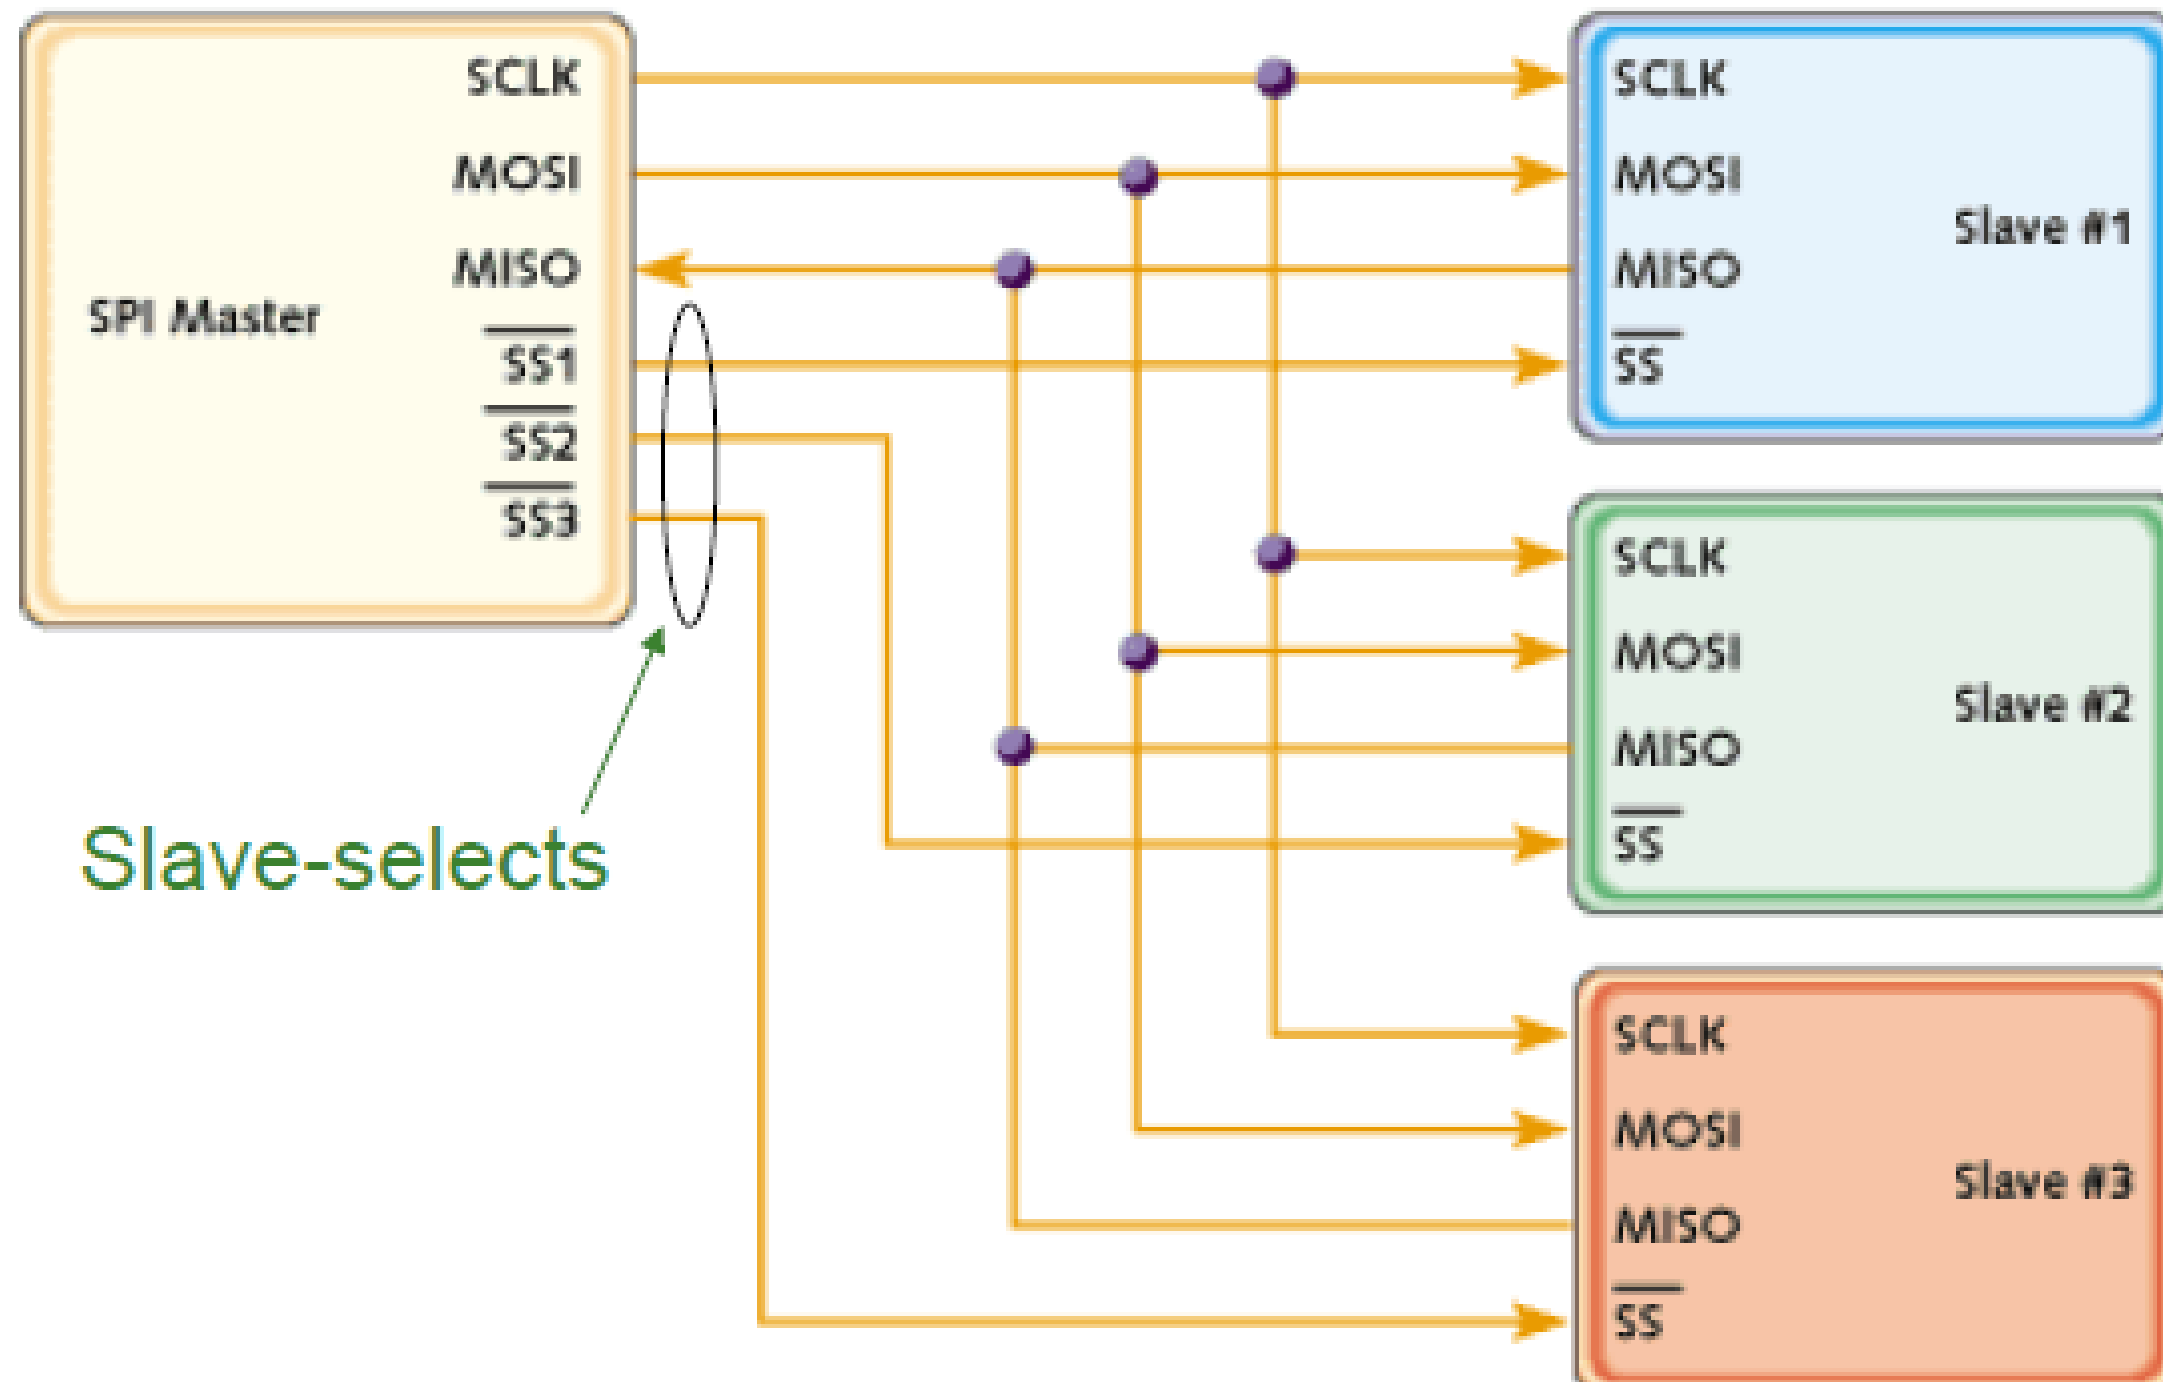 SCLK
MOSI
MISO
SPI Master
SS1
SS2
SS3
Slave-selects
SCLK
MOSI
Slave #1
MISO
SS
SCLK
MOSI
Slave #2
MISO
SS
SCLK
MOSI
Slave #3
MISO
SS